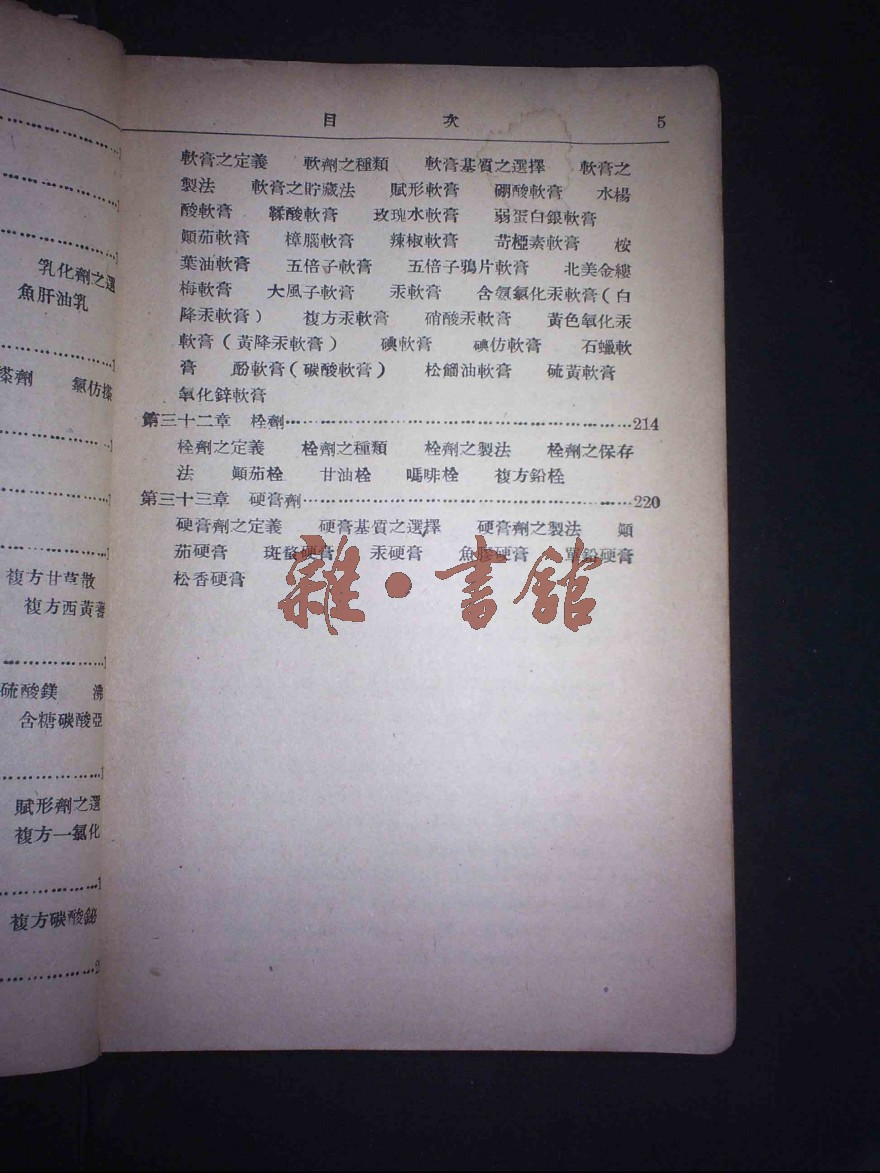 目 次 5
軟膏之定義 軟劑之種類 軟膏基質之選擇 軟膏之
製法 軟膏之貯藏法 賦形軟膏 硼酸軟膏 水楊
酸軟膏 鞣酸軟膏 玫瑰水軟膏 弱蛋白銀軟膏
顚茄軟膏 樟腦軟膏 辣椒軟膏 苛椏素軟膏 桉
葉油軟膏 五倍子軟膏 五倍子鴉片軟膏 北美金縷
梅軟膏 大風子軟膏 汞軟膏 含氨氯化汞軟膏(白
降汞軟膏) 複方汞軟膏 硝酸汞軟膏 黃色氧化汞
軟膏(黃降汞軟膏) 碘軟膏 碘仿軟膏 石蠟軟
膏 酚軟膏(碳酸軟膏) 松餾油軟膏 硫黃軟膏
氧化鋅軟膏
第三十二章 栓劑……214
栓劑之定義 栓劑之種類 栓劑之製法 栓劑之保存
法 顚茄栓 甘油栓 嗎啡栓 複方鉛栓
第三十三章 硬膏劑……220
硬膏劑之定義 硬膏基質之選擇 硬膏劑之製法 顚
茄硬膏 斑蝥硬膏 汞硬膏 魚膠硬膏 單鉛硬膏
松香硬膏
雜·書館
乳化劑之選
魚肝油乳
搽劑 氯仿搽
複方甘草散
複方西黃蓍
硫酸鎂 沸
含糖碳酸亞
賦形劑之選
複方一氯化
複方碳酸鉍